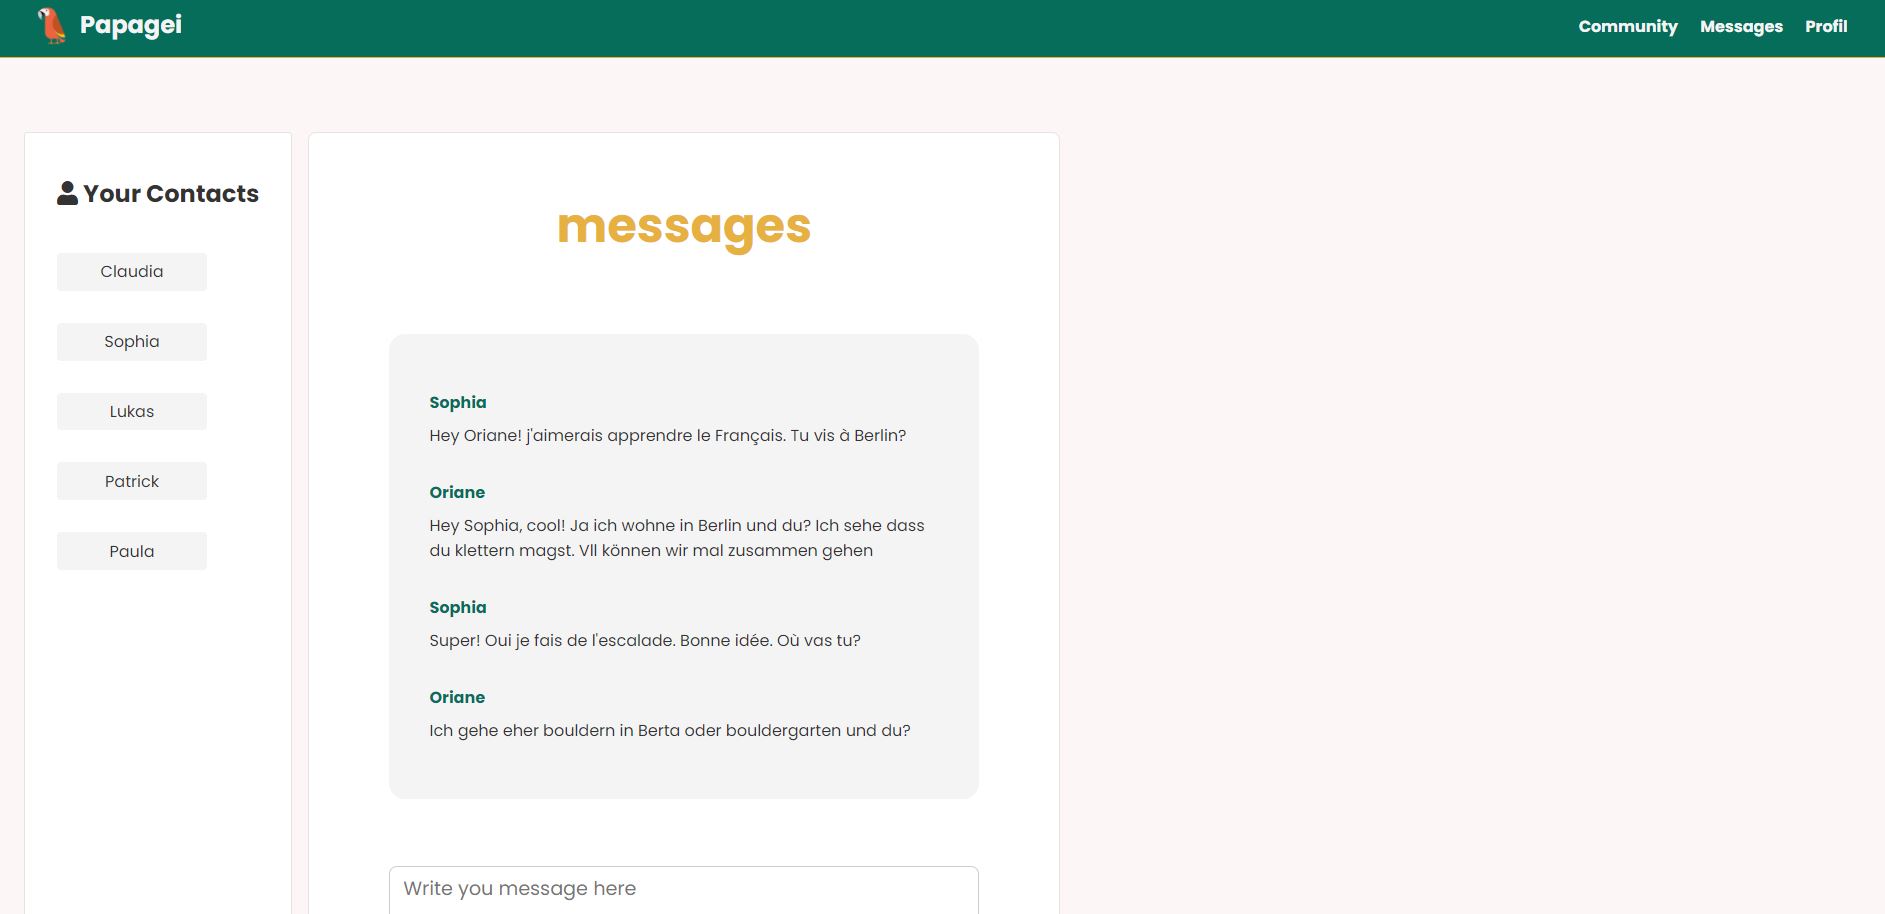 Papagei
Community Messages Profil
Your Contacts
Claudia
Sophia
Lukas
Patrick
Paula
messages
Sophia
Hey Oriane! j'aimerais apprendre le Français. Tu vis à Berlin?
Oriane
Hey Sophia, cool! Ja ich wohne in Berlin und du? Ich sehe dass
du klettern magst. Vll können wir mal zusammen gehen
Sophia
Super! Oui je fais de l'escalade. Bonne idée. Où vas tu?
Oriane
Ich gehe eher bouldern in Berta oder bouldergarten und du?
Write you message here